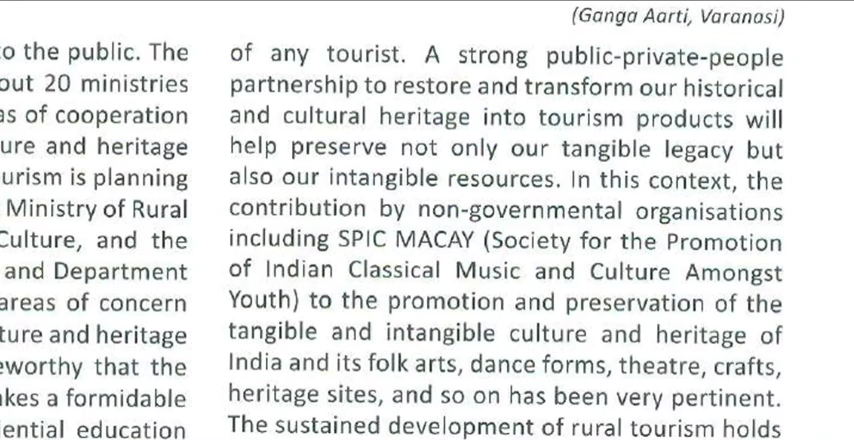 o the public. The
out 20 ministries
as of cooperation
ure and heritage
urism is planning
Ministry of Rural
Culture, and the
and Department
areas of concern
ture and heritage
eworthy that the
akes a formidable
iential education
(Ganga Aarti, Varanasi)
of any tourist. A strong public-private-people
partnership to restore and transform our historical
and cultural heritage into tourism products will
help preserve not only our tangible legacy but
also our intangible resources. In this context, the
contribution by non-governmental organisations
including SPIC MACAY (Society for the Promotion
of Indian Classical Music and Culture Amongst
Youth) to the promotion and preservation of the
tangible and intangible culture and heritage of
India and its folk arts, dance forms, theatre, crafts,
heritage sites, and so on has been very pertinent.
The sustained development of rural tourism holds